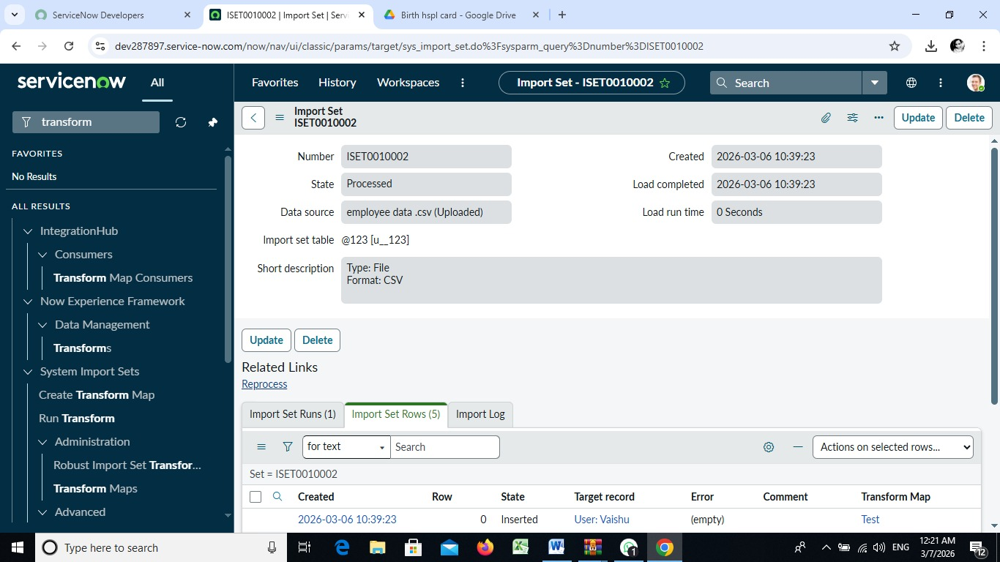 ServiceNow Developers
ISET0010002 | Import Set | Servi
Birth hspl card - Google Drive
dev287897.service-now.com/now/nav/ui/classic/params/target/sys_import_set.do%3Fsysparm_query%3Dnumber%3DISET0010002
servicenow
All
Favorites
History
Workspaces
Import Set - ISET0010002
Search
transform
FAVORITES
No Results
ALL RESULTS
IntegrationHub
Consumers
Transform Map Consumers
Now Experience Framework
Data Management
Transforms
System Import Sets
Create Transform Map
Run Transform
Administration
Robust Import Set Transfor...
Transform Maps
Advanced
Import Set
ISET0010002
Update
Delete
Number
ISET0010002
Created
2026-03-06 10:39:23
State
Processed
Load completed
2026-03-06 10:39:23
Data source
employee data .csv (Uploaded)
Load run time
0 Seconds
Import set table
@123 [u__123]
Short description
Type: File
Format: CSV
Update
Delete
Related Links
Reprocess
Import Set Runs (1)
Import Set Rows (5)
Import Log
for text
Search
Actions on selected rows...
Set = ISET0010002
Created
Row
State
Target record
Error
Comment
Transform Map
2026-03-06 10:39:23
0
Inserted
User: Vaishu
(empty)
Test
Type here to search
1
ENG
12:21 AM
3/7/2026
12